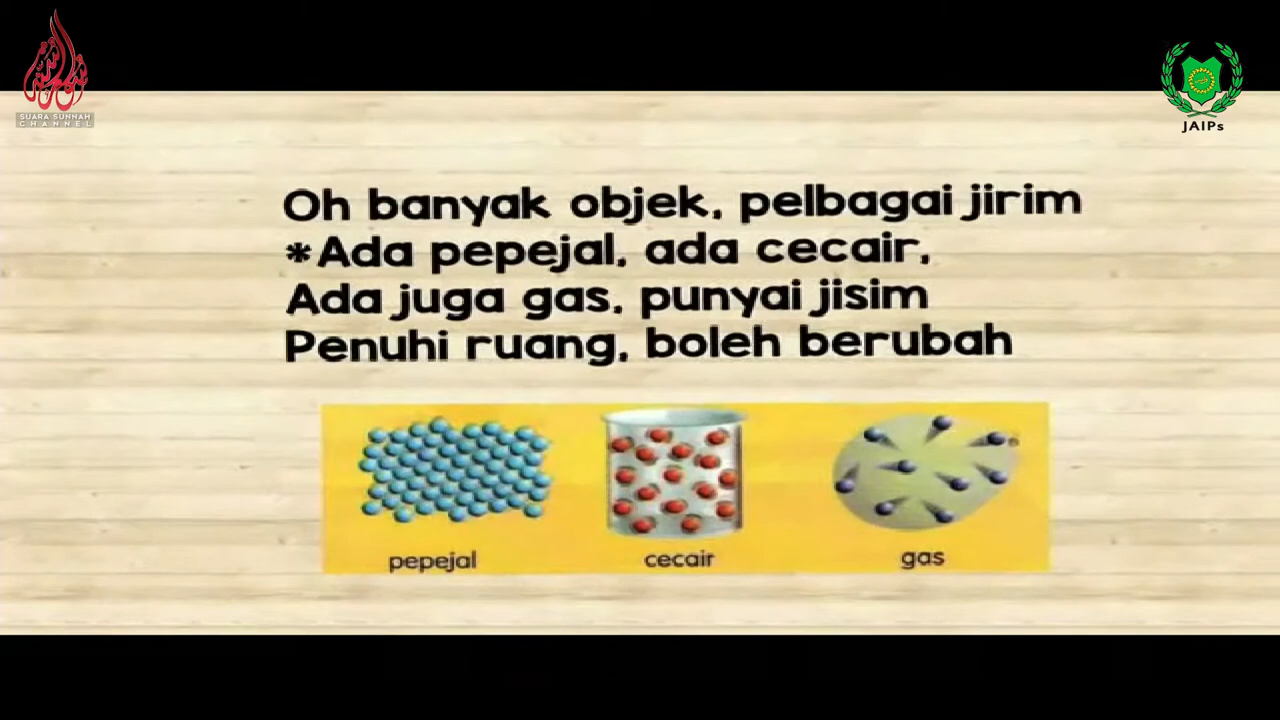 SUARA SUNNAH
CHANNEL
JAIPs
Oh banyak objek, pelbagai jirim
*Ada pepejal, ada cecair,
Ada juga gas, punyai jisim
Penuhi ruang, boleh berubah
pepejal cecair gas